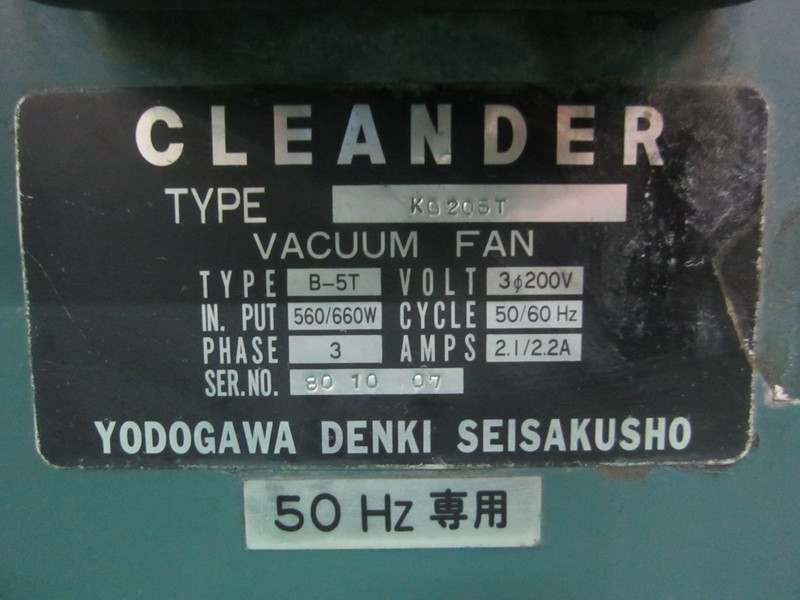 CLEANDER
TYPE KG205T
VACUUM FAN
TYPE B-5T VOLT 3φ200V
IN. PUT 560/660W CYCLE 50/60 Hz
PHASE 3 AMPS 2.1/2.2A
SER.NO. 80 10 07
YODOGAWA DENKI SEISAKUSHO
50 Hz 専用